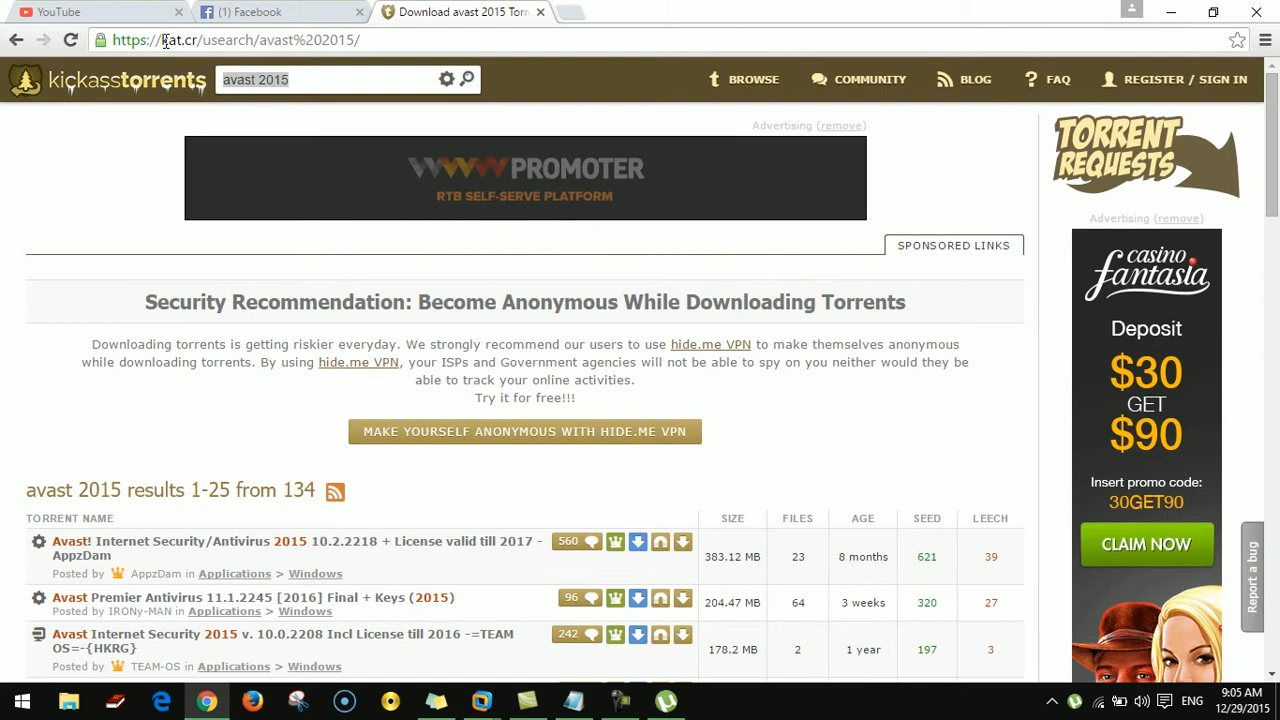 YouTube
(1) Facebook
Download avast 2015 Torr
https://kat.cr/usearch/avast%202015/
kickasstorrents
avast 2015
BROWSE
COMMUNITY
BLOG
FAQ
REGISTER / SIGN IN
Advertising (remove)
WWW PROMOTER
RTB SELF-SERVE PLATFORM
TORRENT
REQUESTS
Advertising (remove)
SPONSORED LINKS
Security Recommendation: Become Anonymous While Downloading Torrents
Downloading torrents is getting riskier everyday. We strongly recommend our users to use hide.me VPN to make themselves anonymous
while downloading torrents. By using hide.me VPN, your ISPs and Government agencies will not be able to spy on you neither would they be
able to track your online activities.
Try it for free!!!
MAKE YOURSELF ANONYMOUS WITH HIDE.ME VPN
casino
fantasia
Deposit
$30
GET
$90
Insert promo code:
30GET90
CLAIM NOW
Report a bug
avast 2015 results 1-25 from 134
TORRENT NAME SIZE FILES AGE SEED LEECH
Avast! Internet Security/Antivirus 2015 10.2.2218 + License valid till 2017 -
AppzDam
560 383.12 MB 23 8 months 621 39
Posted by AppzDam in Applications > Windows
Avast Premier Antivirus 11.1.2245 [2016] Final + Keys (2015)
96 204.47 MB 64 3 weeks 320 27
Posted by IRONy-MAN in Applications > Windows
Avast Internet Security 2015 v. 10.0.2208 Incl License till 2016 -=TEAM
OS=-{HKRG}
242 178.2 MB 2 1 year 197 3
Posted by TEAM-OS in Applications > Windows
ENG
9:05 AM
12/29/2015